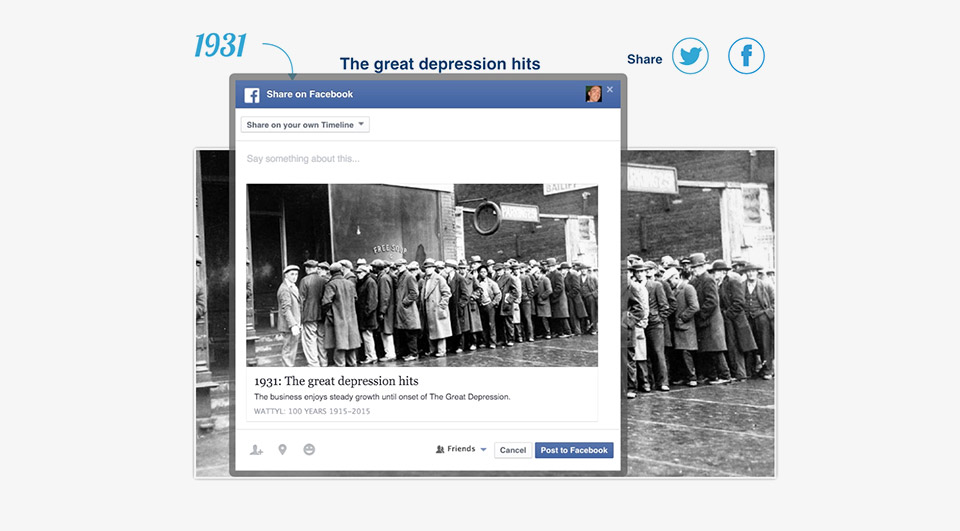 1931
The great depression hits
Share
Share on Facebook
Share on your own Timeline
Say something about this...
FREE SOUP
1931: The great depression hits
The business enjoys steady growth until onset of The Great Depression.
WATTYL: 100 YEARS 1915–2015
Friends
Cancel
Post to Facebook